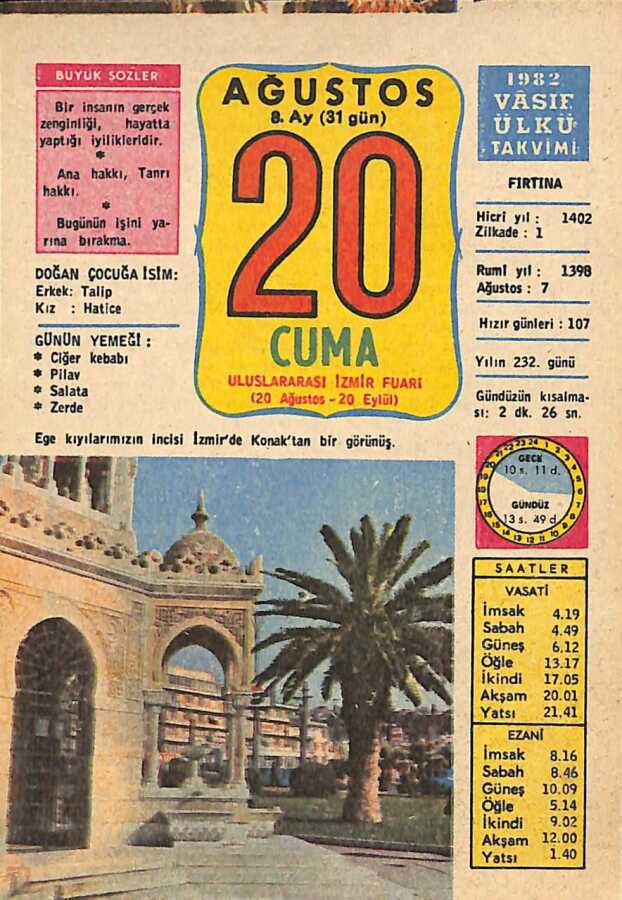 BÜYÜK SÖZLER
Bir insanın gerçek
zenginliği, hayatta
yaptığı iyilikleridir.
*
Ana hakkı, Tanrı
hakkı.
*
Bugünün işini ya-
rına bırakma.
DOĞAN ÇOCUĞA İSİM:
Erkek: Talip
Kız : Hatice
GÜNÜN YEMEĞİ :
* Ciğer kebabı
* Pilav
* Salata
* Zerde
AĞUSTOS
8. Ay (31 gün)
20
CUMA
ULUSLARARASI İZMİR FUARI
(20 Ağustos - 20 Eylül)
1982
VÂSIF
ÜLKÜ
TAKVİMİ
FIRTINA
Hicri yıl : 1402
Zilkade : 1
Rumî yıl : 1398
Ağustos : 7
Hızır günleri : 107
Yılın 232. günü
Gündüzün kısalma-
sı: 2 dk. 26 sn.
Ege kıyılarımızın incisi İzmir'de Konak'tan bir görünüş.
GECE
10 s. 11 d.
GÜNDÜZ
13 s. 49 d
SAATLER
VASATİ
İmsak 4.19
Sabah 4.49
Güneş 6.12
Öğle 13.17
İkindi 17.05
Akşam 20.01
Yatsı 21.41
EZANİ
İmsak 8.16
Sabah 8.46
Güneş 10.09
Öğle 5.14
İkindi 9.02
Akşam 12.00
Yatsı 1.40